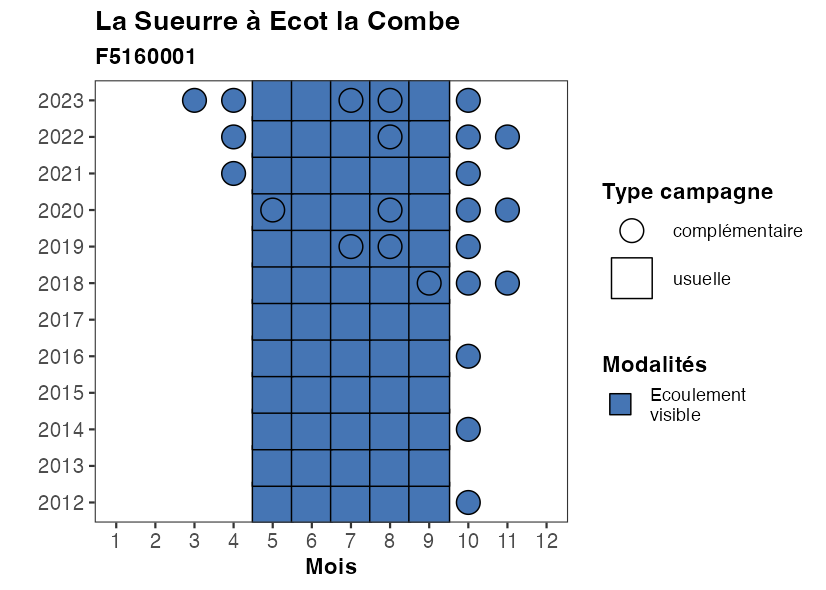 La Sueurre à Ecot la Combe
F5160001
2023
2022
2021
2020
2019
2018
2017
2016
2015
2014
2013
2012
1 2 3 4 5 6 7 8 9 10 11 12
Mois
Type campagne
complémentaire
usuelle
Modalités
Ecoulement
visible